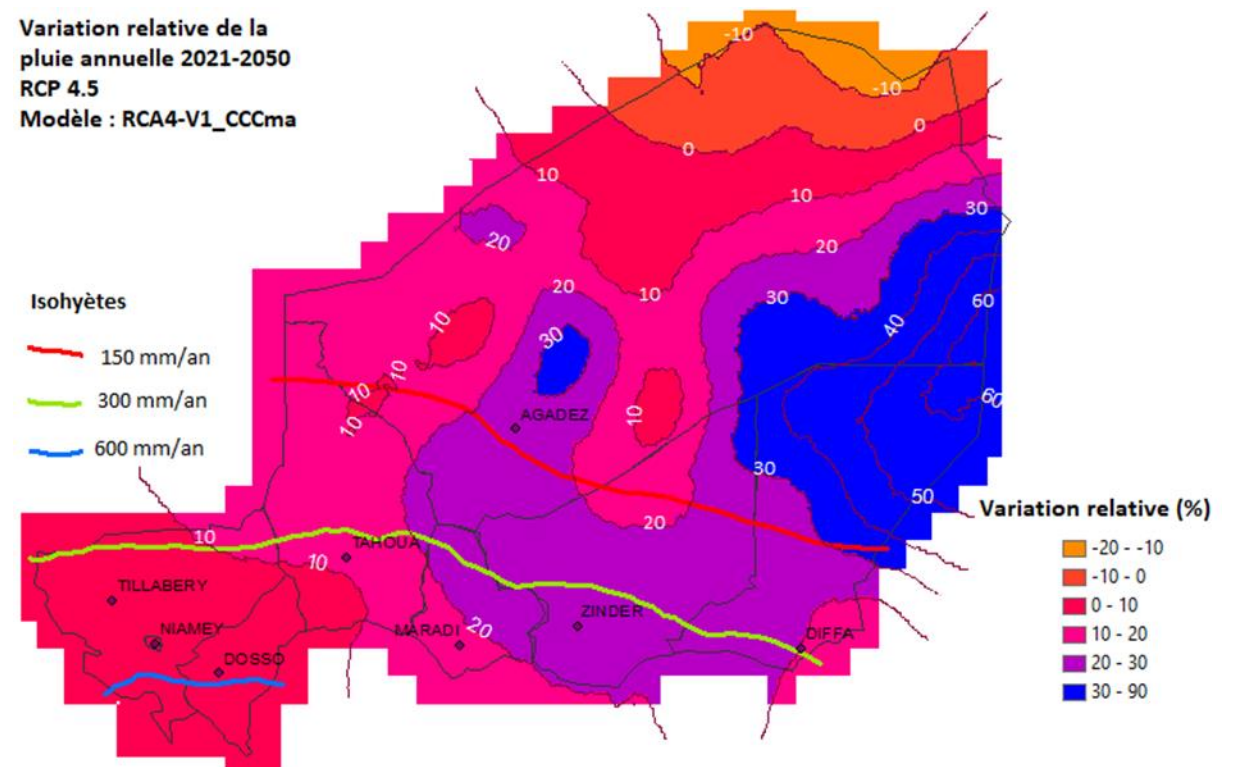 Variation relative de la
pluie annuelle 2021-2050
RCP 4.5
Modèle : RCA4-V1_CCCma
-10
-10
0
0
10
10
30
20
20
20
10
30
60
10
30
40
10
10
10
10
60
AGADEZ
30
50
20
Isohyètes
150 mm/an
300 mm/an
600 mm/an
10
TAHOUA
10
TILLABERY
NIAMEY
DOSSO
MARADI
20
ZINDER
DIFFA
Variation relative (%)
-20 - -10
-10 - 0
0 - 10
10 - 20
20 - 30
30 - 90